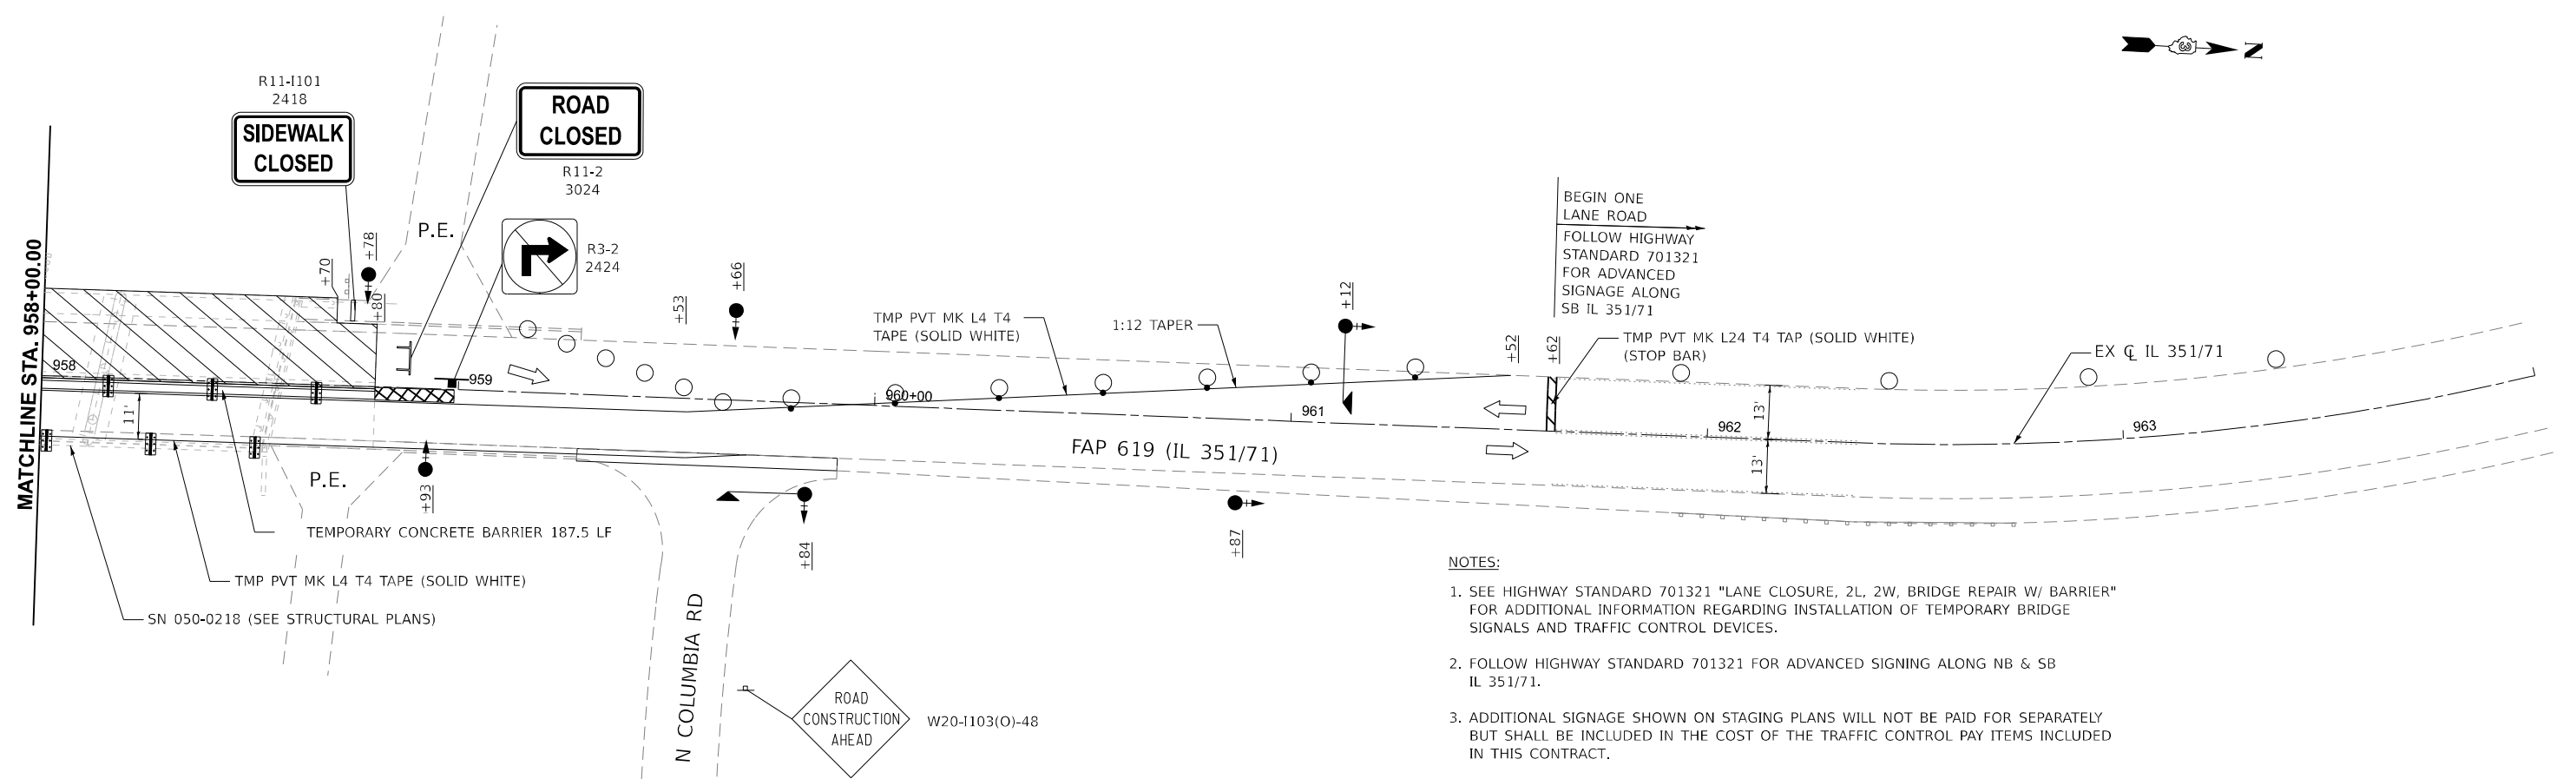 R11-I101
2418
SIDEWALK
CLOSED
ROAD
CLOSED
R11-2
3024
R3-2
2424
P.E.
+70
+78
+80
+53
+66
+12
+52
+62
3
N
MATCHLINE STA. 958+00.00
958
959
960+00
961
962
963
11'
13'
13'
TMP PVT MK L4 T4
TAPE (SOLID WHITE)
1:12 TAPER
BEGIN ONE
LANE ROAD
FOLLOW HIGHWAY
STANDARD 701321
FOR ADVANCED
SIGNAGE ALONG
SB IL 351/71
TMP PVT MK L24 T4 TAP (SOLID WHITE)
(STOP BAR)
EX ℄ IL 351/71
FAP 619 (IL 351/71)
P.E.
+93
+84
+87
TEMPORARY CONCRETE BARRIER 187.5 LF
TMP PVT MK L4 T4 TAPE (SOLID WHITE)
SN 050-0218 (SEE STRUCTURAL PLANS)
N COLUMBIA RD
ROAD
CONSTRUCTION
AHEAD
W20-I103(O)-48
NOTES:
1. SEE HIGHWAY STANDARD 701321 "LANE CLOSURE, 2L, 2W, BRIDGE REPAIR W/ BARRIER"
FOR ADDITIONAL INFORMATION REGARDING INSTALLATION OF TEMPORARY BRIDGE
SIGNALS AND TRAFFIC CONTROL DEVICES.
2. FOLLOW HIGHWAY STANDARD 701321 FOR ADVANCED SIGNING ALONG NB & SB
IL 351/71.
3. ADDITIONAL SIGNAGE SHOWN ON STAGING PLANS WILL NOT BE PAID FOR SEPARATELY
BUT SHALL BE INCLUDED IN THE COST OF THE TRAFFIC CONTROL PAY ITEMS INCLUDED
IN THIS CONTRACT.